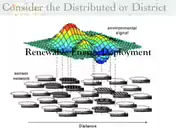 Consider the Distributed or District
environmental
signal
Renewable Energy Deployment
sensor
network
Distance